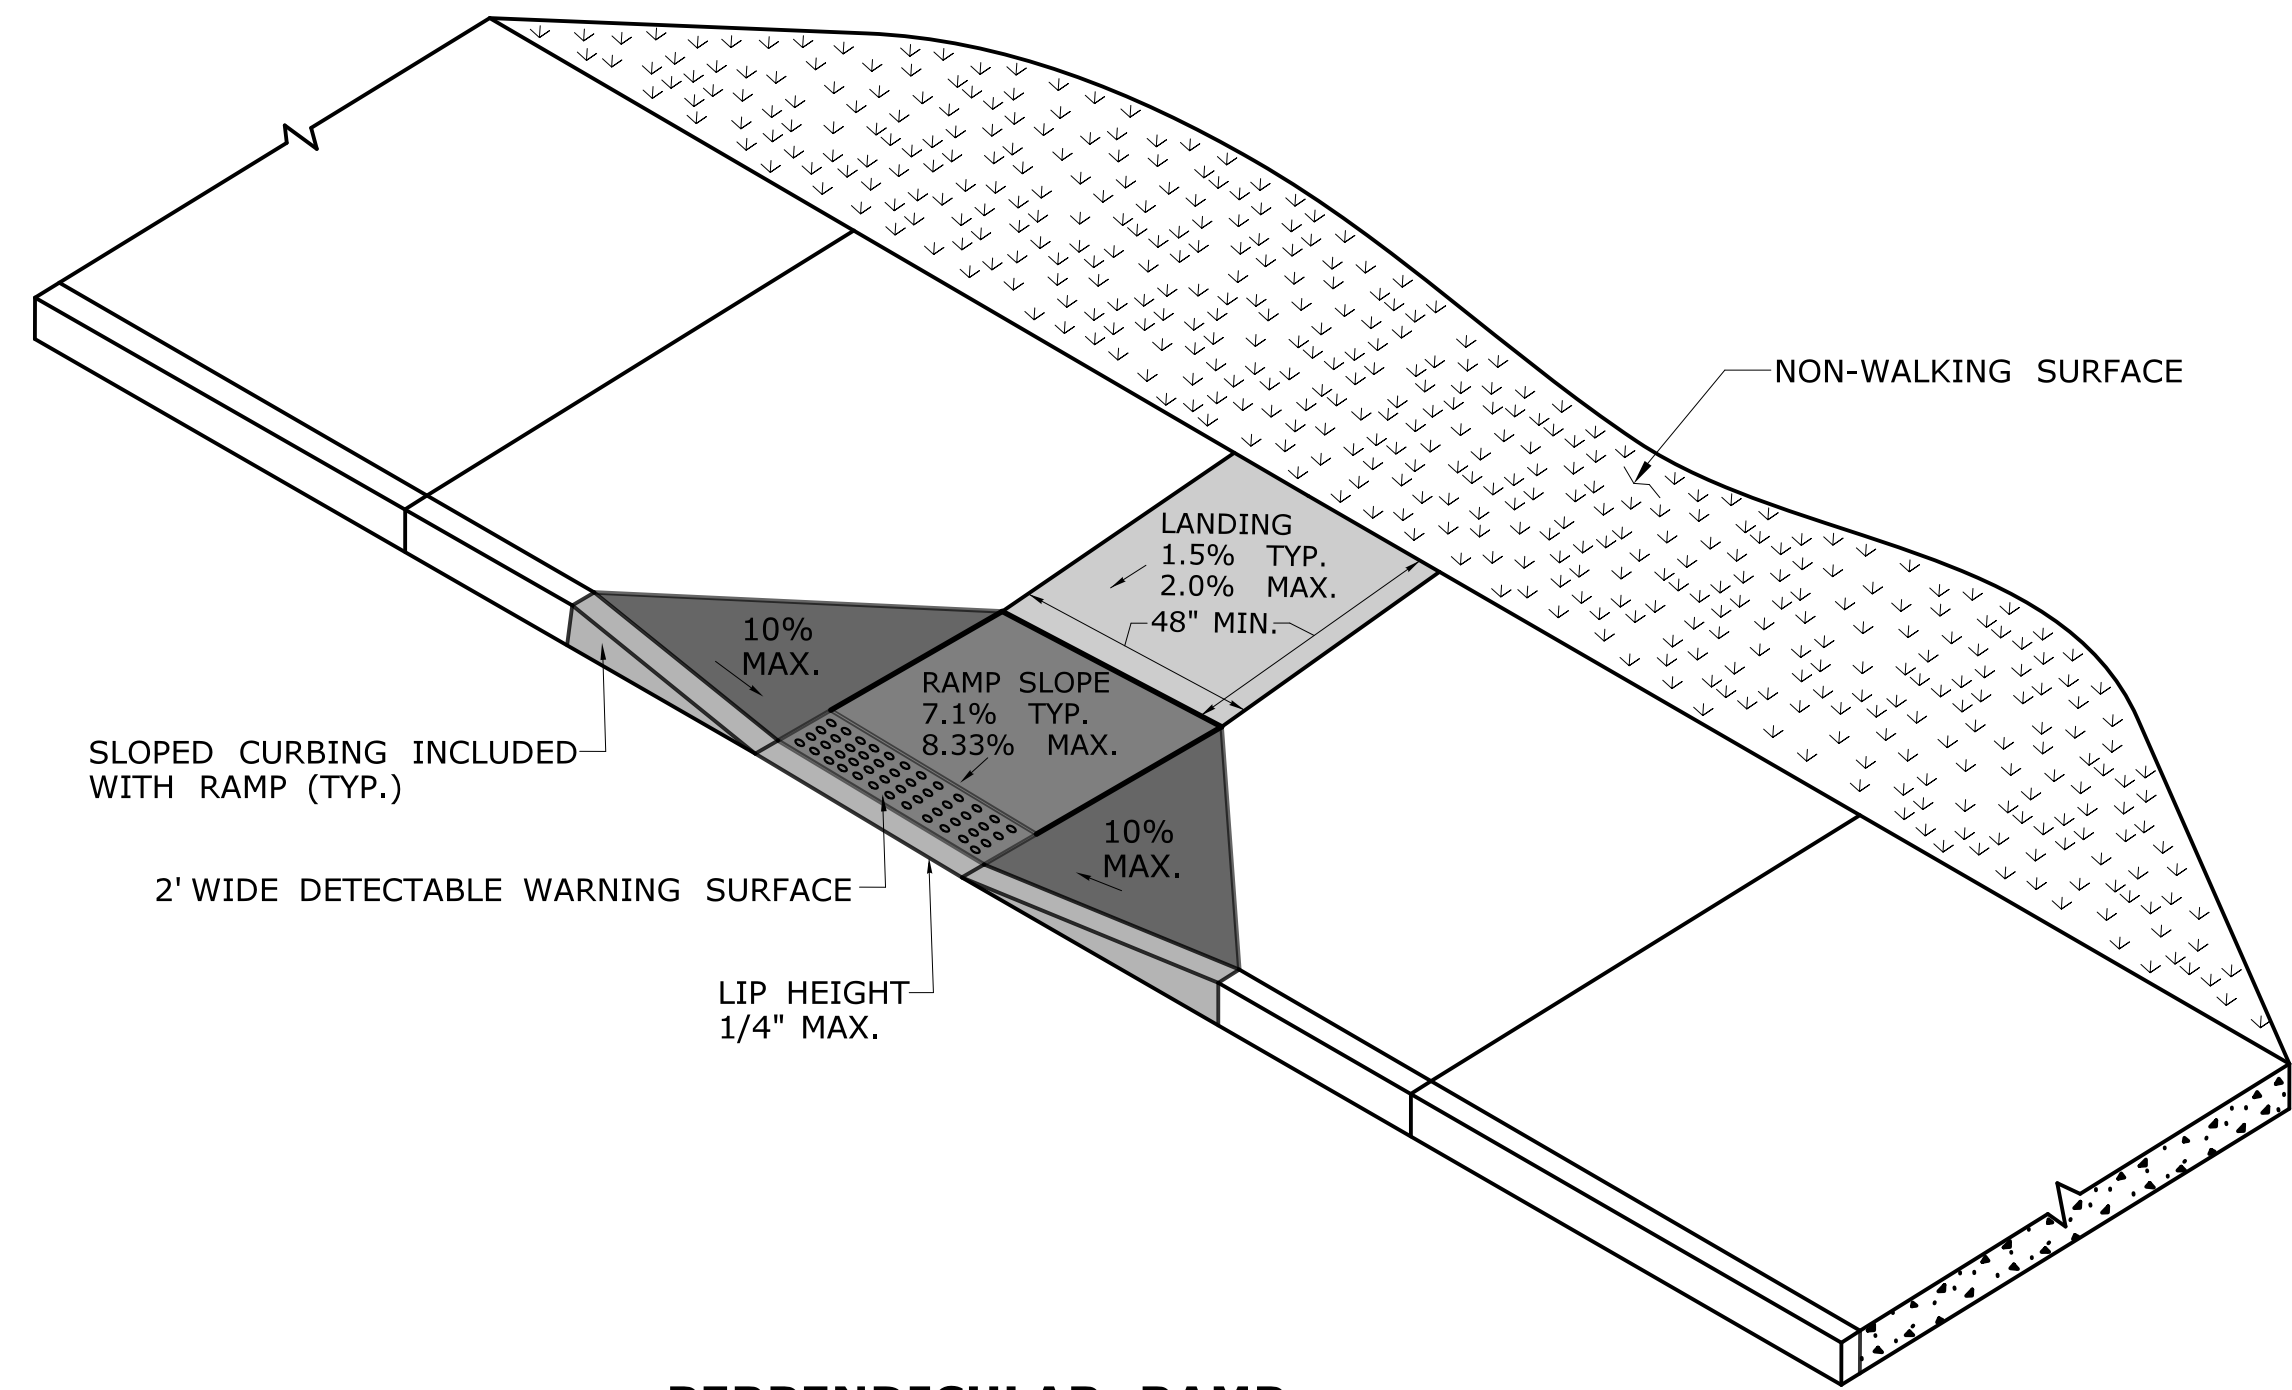 NON-WALKING SURFACE
LANDING
1.5% TYP.
2.0% MAX.
48" MIN.
10%
MAX.
RAMP SLOPE
7.1% TYP.
8.33% MAX.
SLOPED CURBING INCLUDED
WITH RAMP (TYP.)
10%
MAX.
2' WIDE DETECTABLE WARNING SURFACE
LIP HEIGHT
1/4" MAX.
PERPENDICULAR RAMP